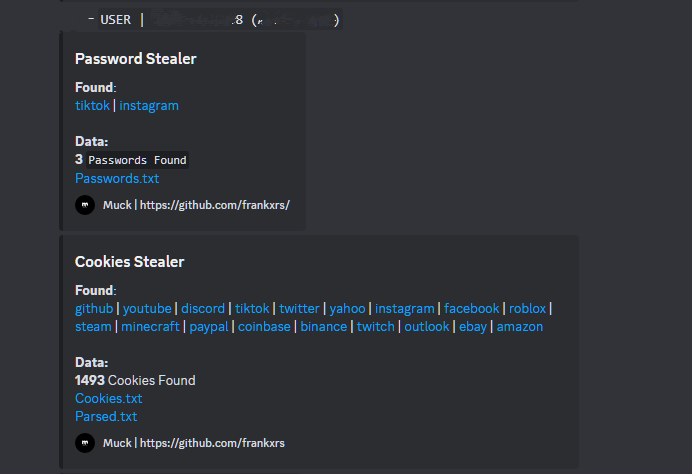 - USER | 8 ( )
Password Stealer
Found:
tiktok | instagram
Data:
3 Passwords Found
Passwords.txt
Muck | https://github.com/frankxrs/
Cookies Stealer
Found:
github | youtube | discord | tiktok | twitter | yahoo | instagram | facebook | roblox |
steam | minecraft | paypal | coinbase | binance | twitch | outlook | ebay | amazon
Data:
1493 Cookies Found
Cookies.txt
Parsed.txt
Muck | https://github.com/frankxrs